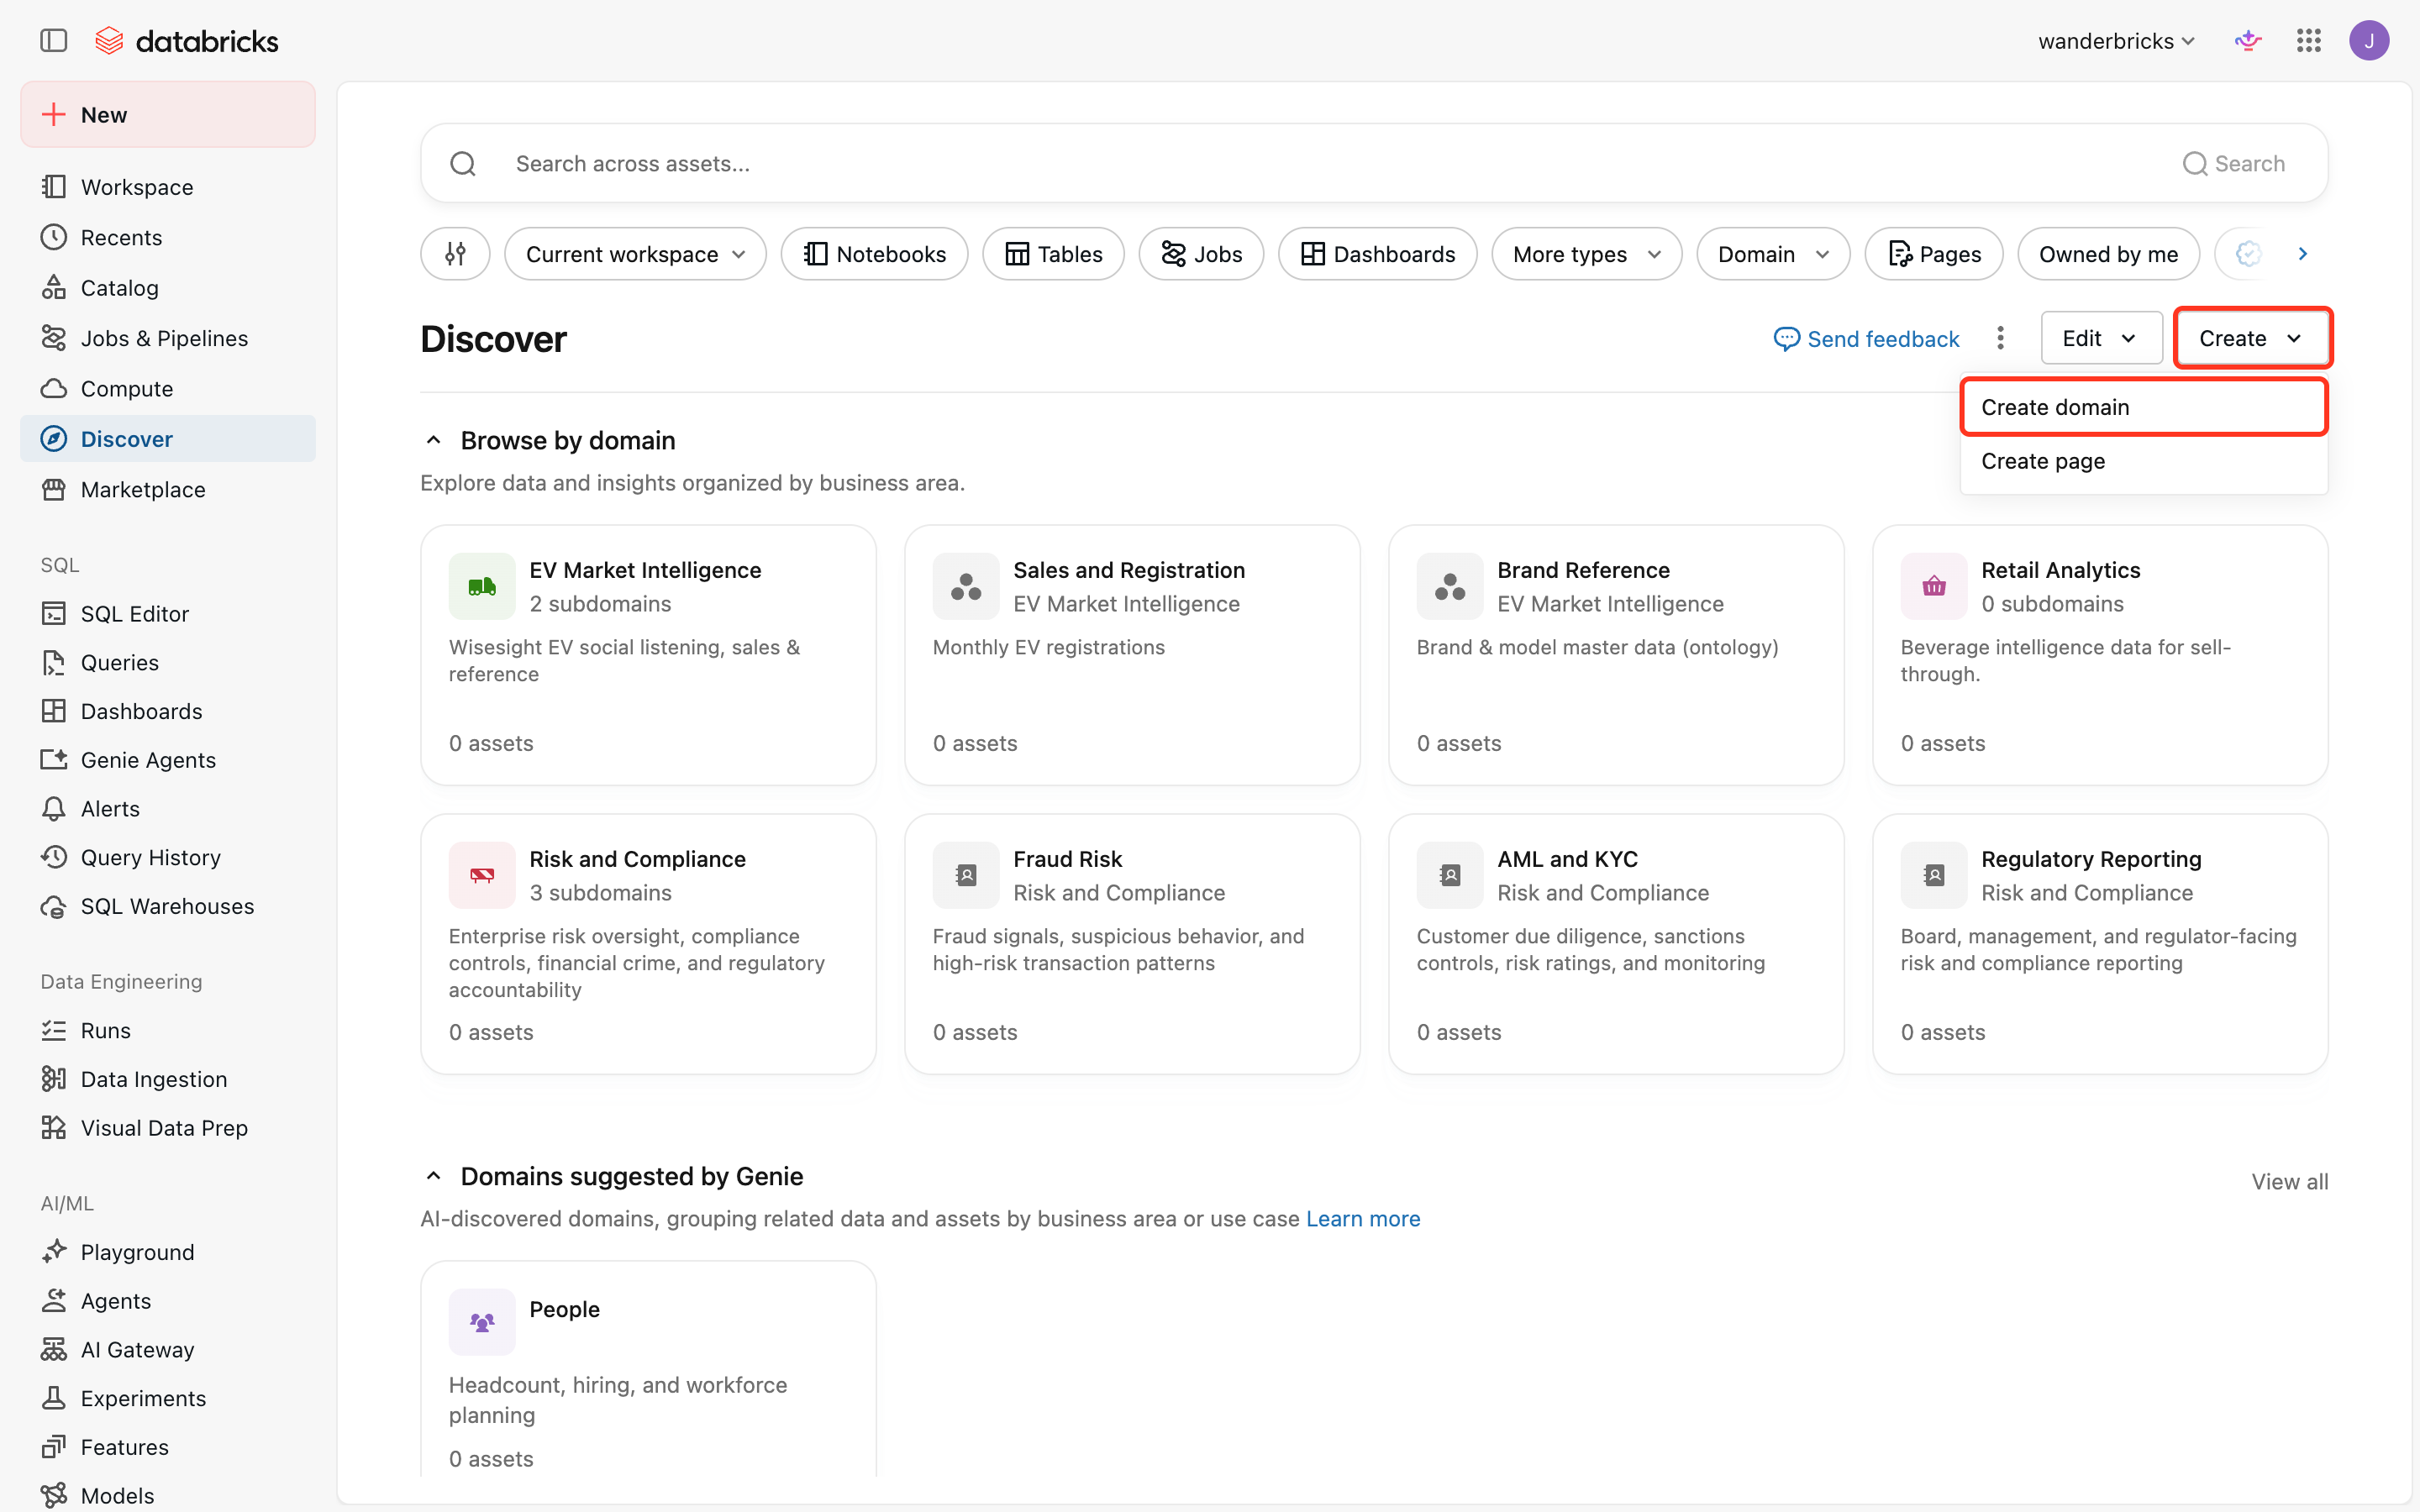 databricks
wanderbricks
J
New
Workspace
Recents
Catalog
Jobs & Pipelines
Compute
Discover
Marketplace
SQL
SQL Editor
Queries
Dashboards
Genie Agents
Alerts
Query History
SQL Warehouses
Data Engineering
Runs
Data Ingestion
Visual Data Prep
AI/ML
Playground
Agents
AI Gateway
Experiments
Features
Models
Search across assets...
Search
Current workspace
Notebooks
Tables
Jobs
Dashboards
More types
Domain
Pages
Owned by me
Discover
Send feedback
Edit
Create
Create domain
Create page
Browse by domain
Explore data and insights organized by business area.
EV Market Intelligence
2 subdomains
Wisesight EV social listening, sales &
reference
0 assets
Sales and Registration
EV Market Intelligence
Monthly EV registrations
0 assets
Brand Reference
EV Market Intelligence
Brand & model master data (ontology)
0 assets
Retail Analytics
0 subdomains
Beverage intelligence data for sell-
through.
0 assets
Risk and Compliance
3 subdomains
Enterprise risk oversight, compliance
controls, financial crime, and regulatory
accountability
0 assets
Fraud Risk
Risk and Compliance
Fraud signals, suspicious behavior, and
high-risk transaction patterns
0 assets
AML and KYC
Risk and Compliance
Customer due diligence, sanctions
controls, risk ratings, and monitoring
0 assets
Regulatory Reporting
Risk and Compliance
Board, management, and regulator-facing
risk and compliance reporting
0 assets
Domains suggested by Genie
View all
AI-discovered domains, grouping related data and assets by business area or use case Learn more
People
Headcount, hiring, and workforce
planning
0 assets